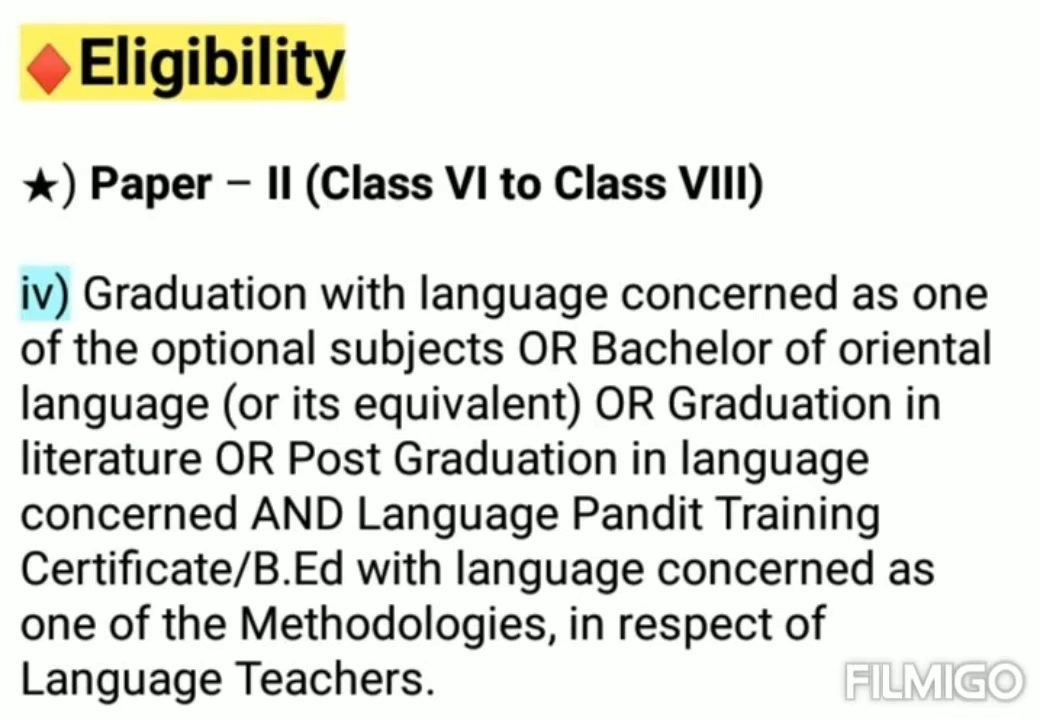 ♦Eligibility
★) Paper – II (Class VI to Class VIII)
iv) Graduation with language concerned as one
of the optional subjects OR Bachelor of oriental
language (or its equivalent) OR Graduation in
literature OR Post Graduation in language
concerned AND Language Pandit Training
Certificate/B.Ed with language concerned as
one of the Methodologies, in respect of
Language Teachers.
FILMIGO